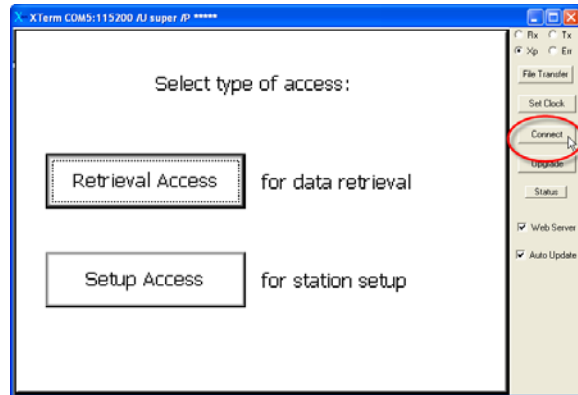 XTerm COM5:115200 /U super /P *****
Rx Tx
Xp Err
File Transfer
Set Clock
Connect
Upgrade
Status
Web Server
Auto Update
Select type of access:
Retrieval Access for data retrieval
Setup Access for station setup